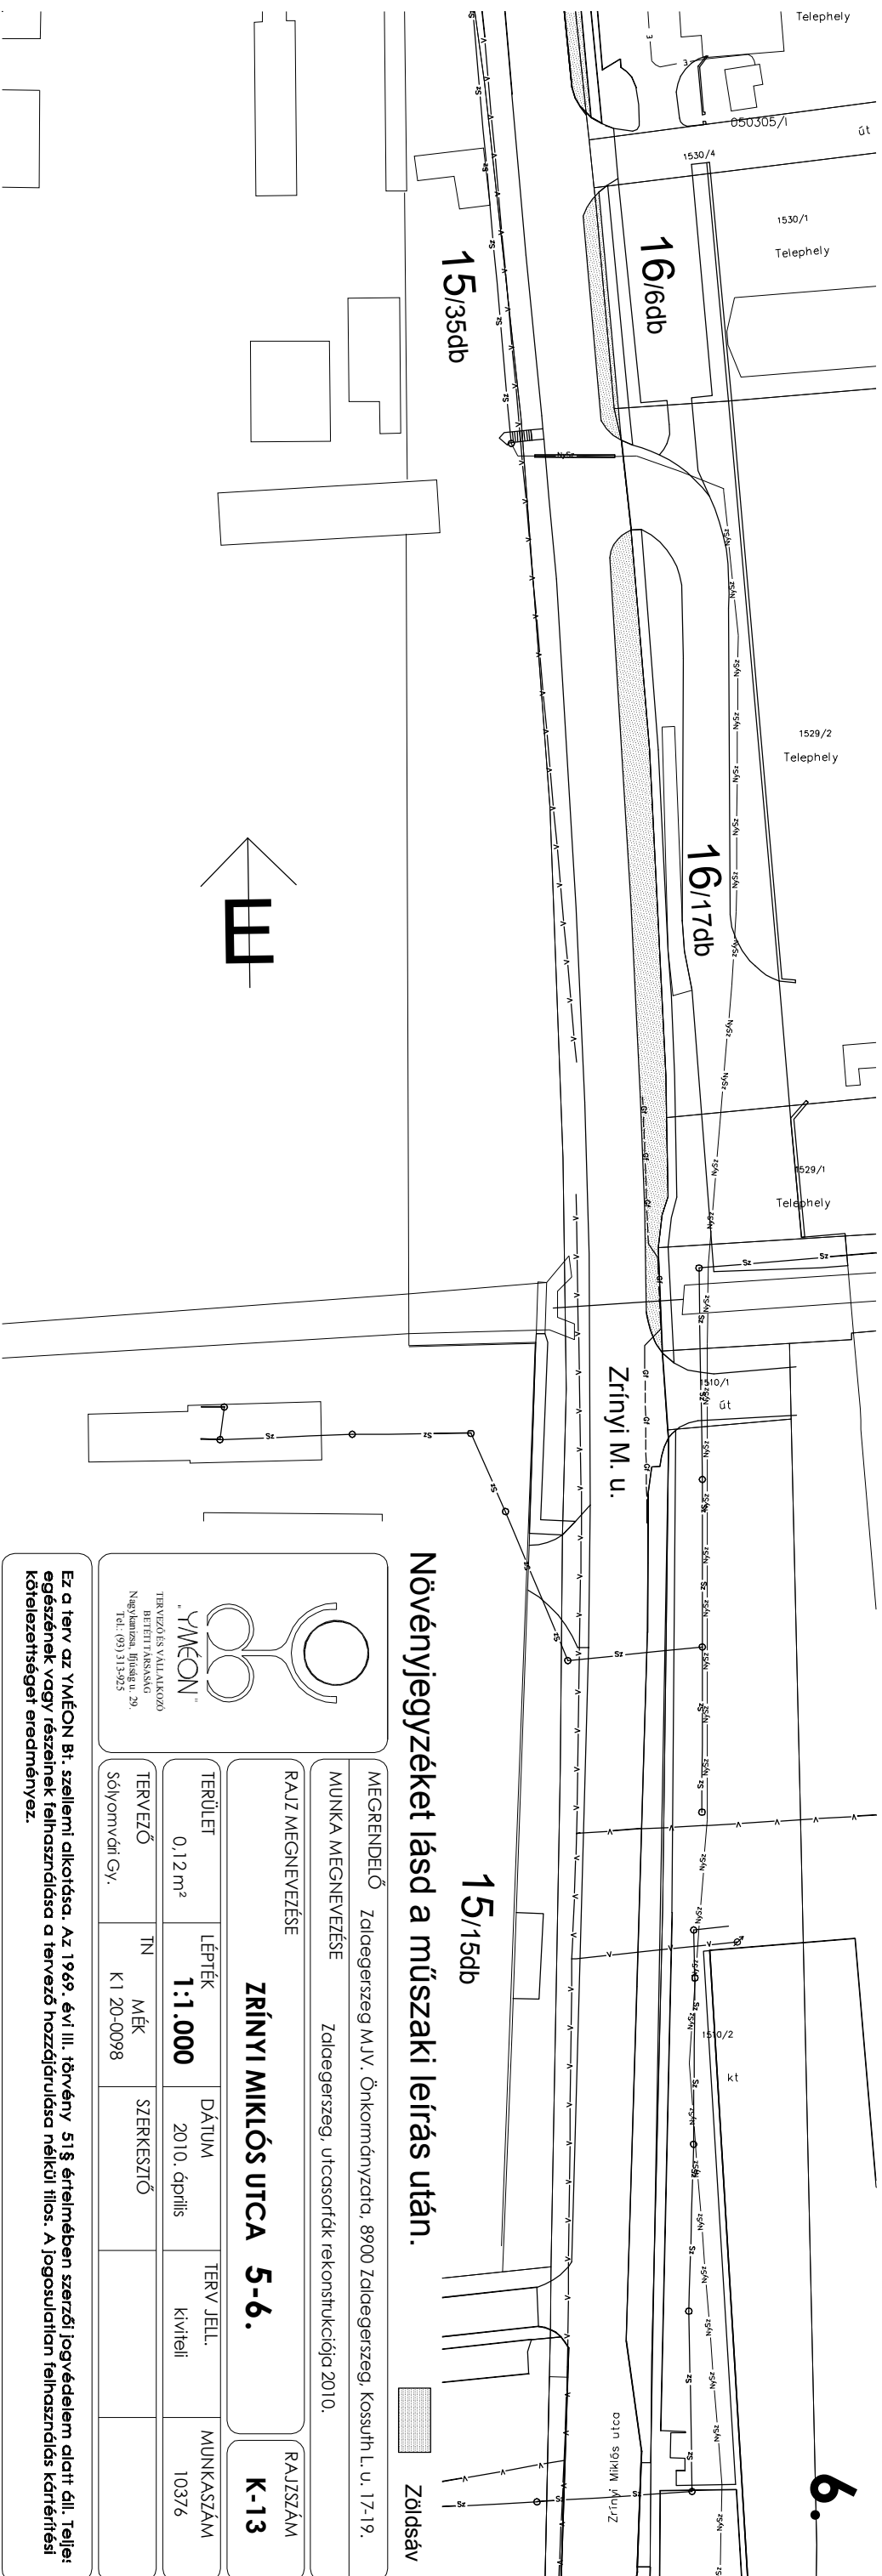 Telephely
050305/1
út
1530/4
1530/1
Telephely
16/6db
15/35db
1529/2
Telephely
16/17db
É
1529/1
Telephely
1510/1
út
Zrínyi M. u.
15/15db
1510/2
kt
Zrínyi Miklós utca
6.
Növényjegyzéket lásd a műszaki leírás után.
Zöldsáv
"YMÉON"
TERVEZŐ ÉS VÁLLALKOZÓ
BETÉTI TÁRSASÁG
Nagykanizsa, Ifjúság u. 29.
Tel.: (93) 313-925
MEGRENDELŐ Zalaegerszeg MJV. Önkormányzata, 8900 Zalaegerszeg, Kossuth L. u. 17-19.
MUNKA MEGNEVEZÉSE
Zalaegerszeg, utcasorfák rekonstrukciója 2010.
RAJZ MEGNEVEZÉSE
ZRÍNYI MIKLÓS UTCA 5-6.
RAJZSZÁM
K-13
TERÜLET
0,12 m²
LÉPTÉK
1:1.000
DÁTUM
2010. április
TERV JELL.
kiviteli
MUNKASZÁM
10376
TERVEZŐ
Sólyomvári Gy.
TN MÉK
K1 20-0098
SZERKESZTŐ
Ez a terv az YMÉON Bt. szellemi alkotása. Az 1969. évi III. törvény 51§ értelmében szerzői jogvédelem alatt áll. Teljes
egészének vagy részeinek felhasználása a tervező hozzájárulása nélkül tilos. A jogosulatlan felhasználás kártérítési
kötelezettséget eredményez.